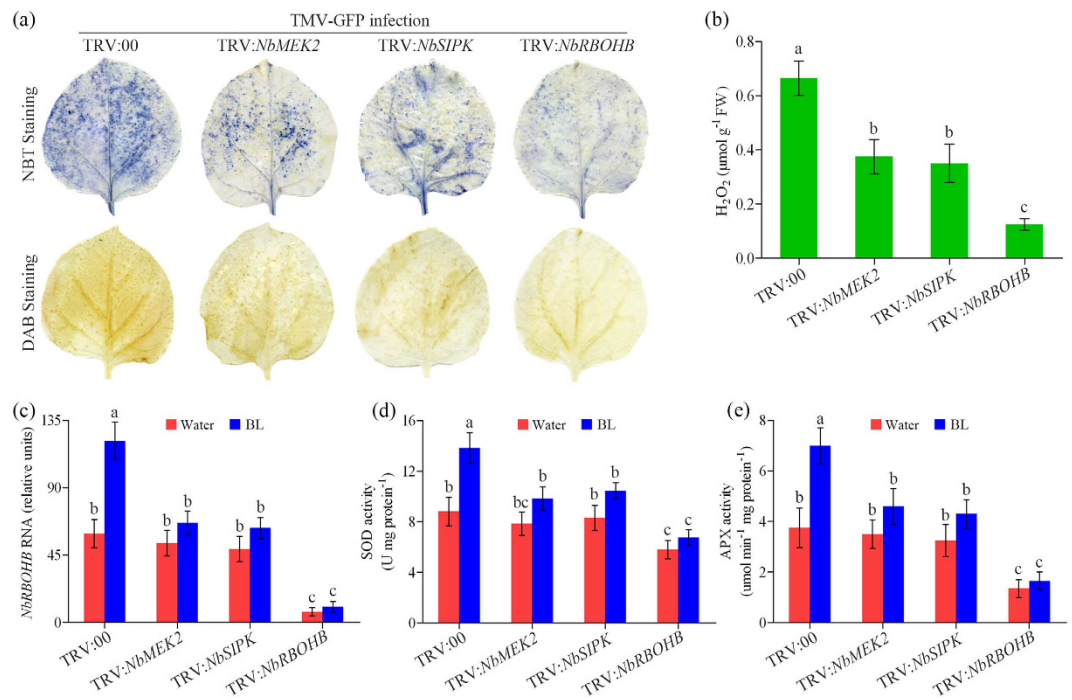 (a)
TMV-GFP infection
TRV:00 TRV:NbMEK2 TRV:NbSIPK TRV:NbRBOHB
NBT Staining
DAB Staining
(b)
H₂O₂ (μmol g⁻¹ FW)
0.8
0.6
0.4
0.2
0.0
a
b
b
c
TRV:00
TRV:NbMEK2
TRV:NbSIPK
TRV:NbRBOHB
(c)
NbRBOHB RNA (relative units)
135
90
45
0
Water BL
a
b
b b
b b
c c
TRV:00
TRV:NbMEK2
TRV:NbSIPK
TRV:NbRBOHB
(d)
SOD activity
(U mg protein⁻¹)
16
12
8
4
0
Water BL
a
b
bc b
b b
c c
TRV:00
TRV:NbMEK2
TRV:NbSIPK
TRV:NbRBOHB
(e)
APX activity
(umol min⁻¹ mg protein⁻¹)
8
6
4
2
0
Water BL
a
b
b b
b b
c c
TRV:00
TRV:NbMEK2
TRV:NbSIPK
TRV:NbRBOHB